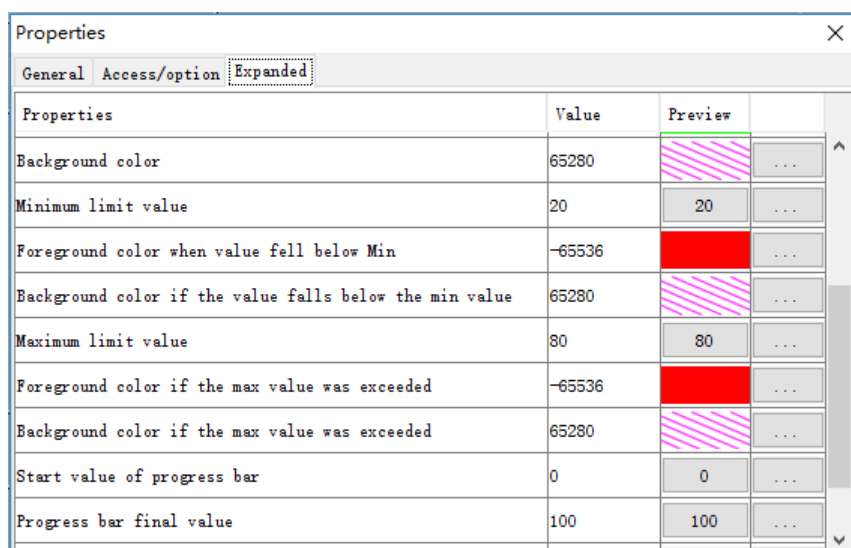 Properties
General Access/option Expanded
Properties Value Preview
Background color 65280 ...
Minimum limit value 20 20 ...
Foreground color when value fell below Min -65536 ...
Background color if the value falls below the min value 65280 ...
Maximum limit value 80 80 ...
Foreground color if the max value was exceeded -65536 ...
Background color if the max value was exceeded 65280 ...
Start value of progress bar 0 0 ...
Progress bar final value 100 100 ...